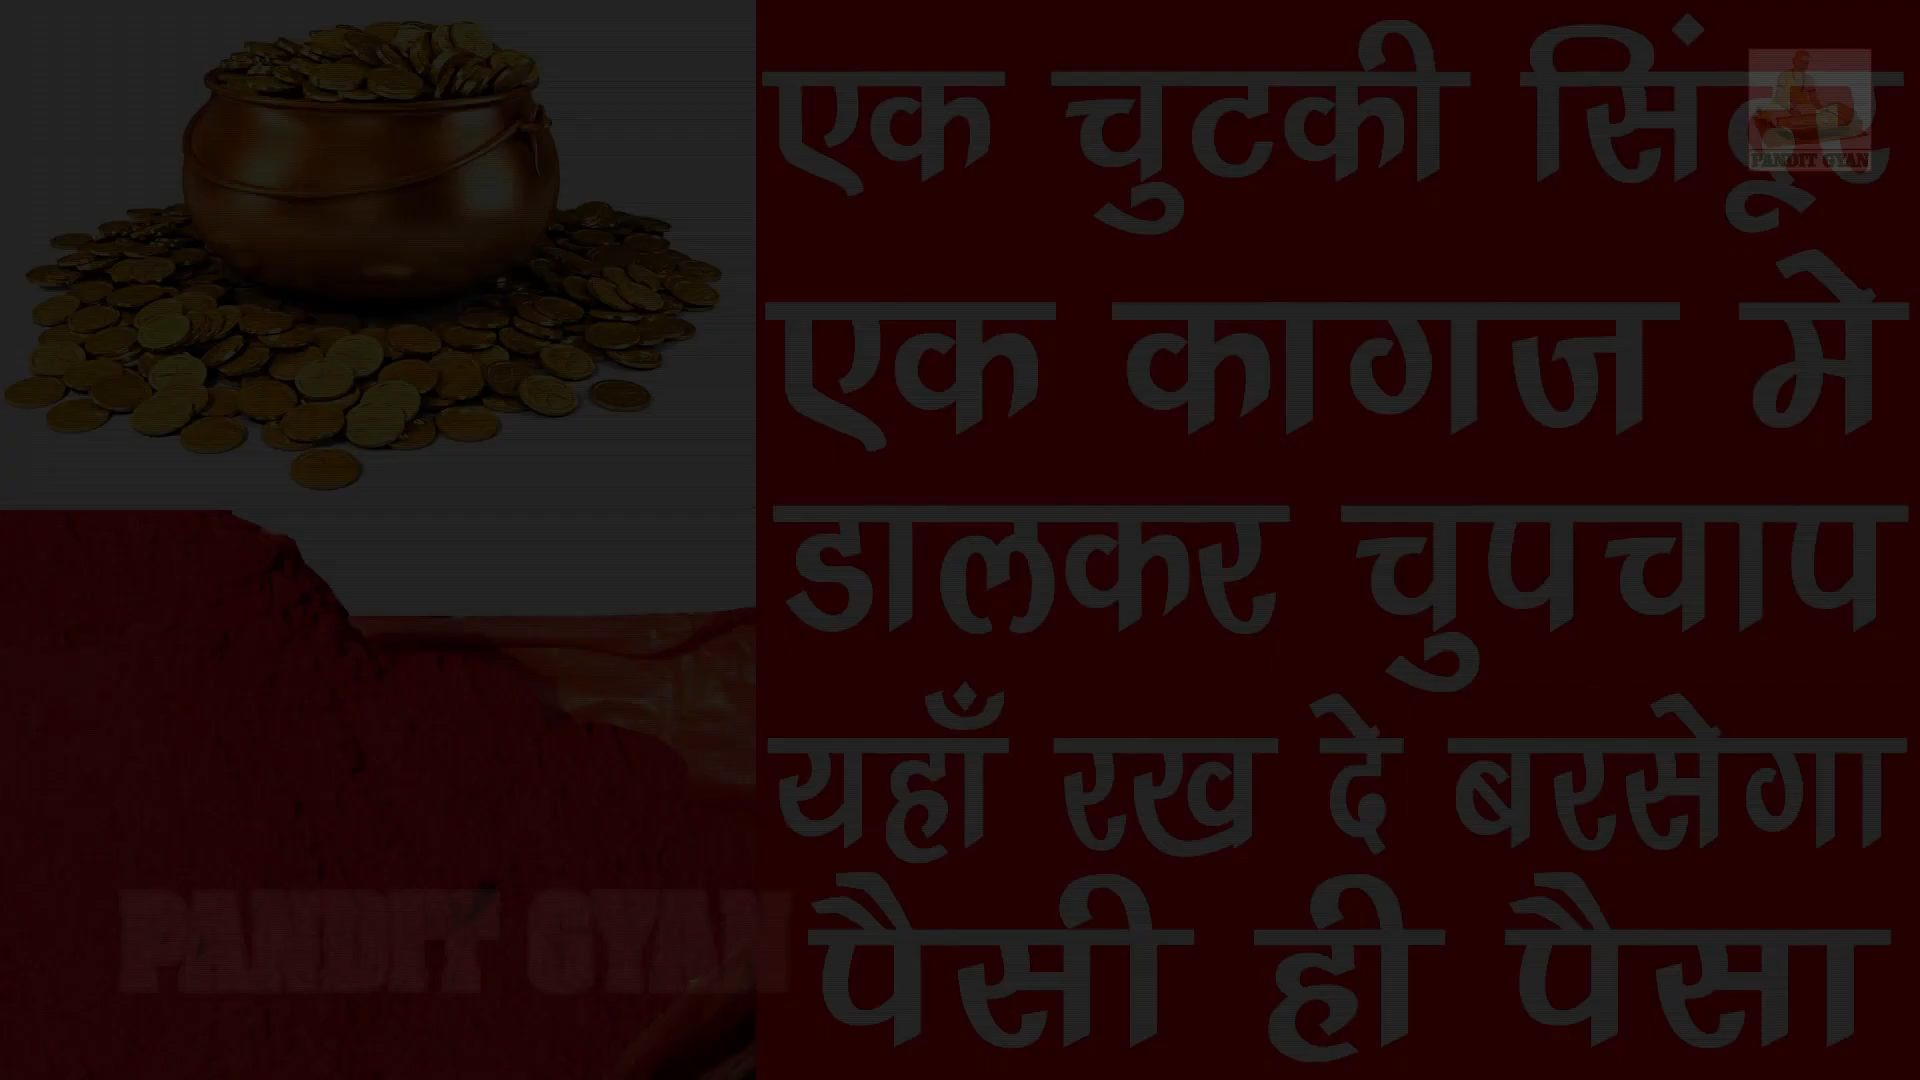 एक चुटकी सिंदूर
PANDIT GYAN
एक कागज मे
डालकर चुपचाप
यहाँ रख दे बरसेगा
पैसी ही पैसा
PANDIT GYAN